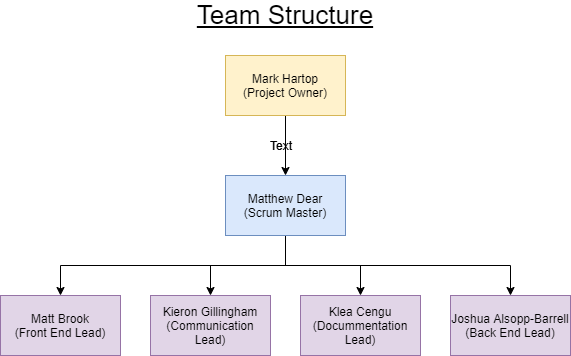 Team Structure
Mark Hartop
(Project Owner)
Text
Matthew Dear
(Scrum Master)
Matt Brook
(Front End Lead)
Kieron Gillingham
(Communication
Lead)
Klea Cengu
(Docummentation
Lead)
Joshua Alsopp-Barrell
(Back End Lead)